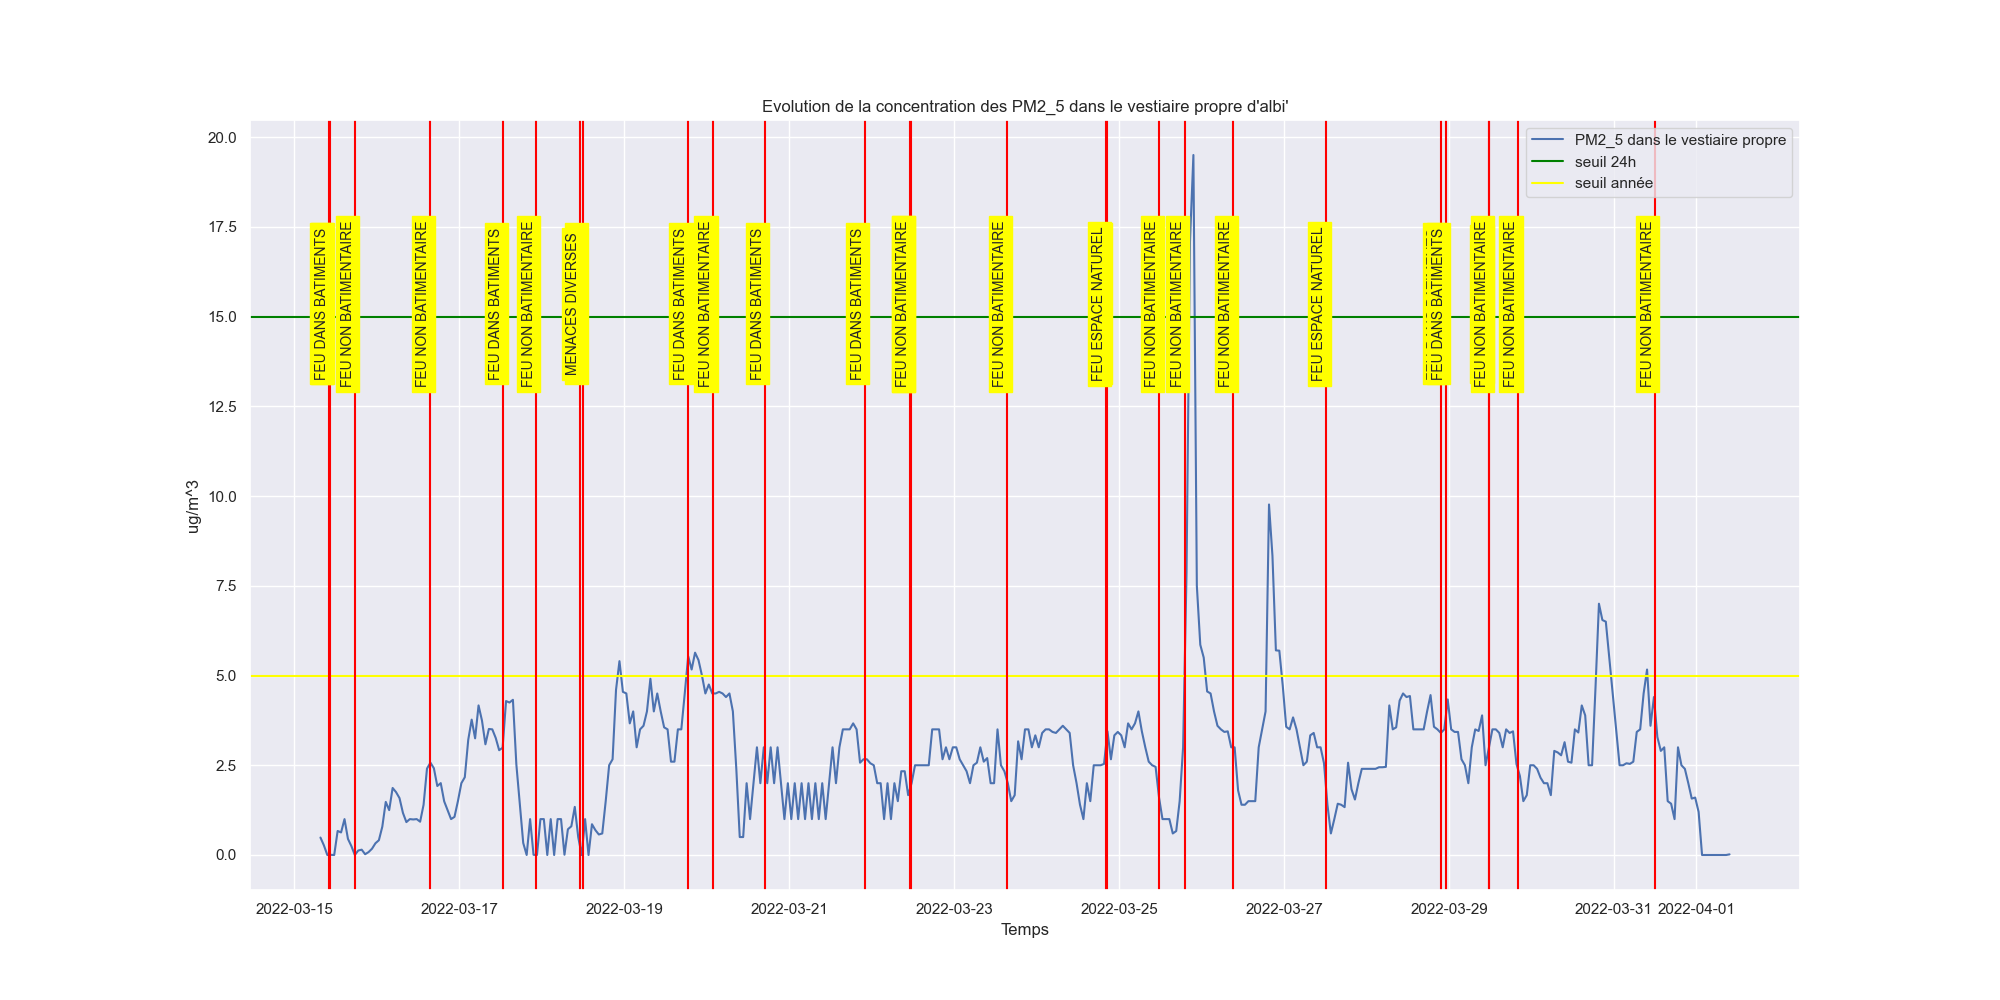 Evolution de la concentration des PM2_5 dans le vestiaire propre d'albi'
PM2_5 dans le vestiaire propre
seuil 24h
seuil année
20.0
17.5
15.0
12.5
10.0
7.5
5.0
2.5
0.0
ug/m^3
FEU DANS BATIMENTS
FEU NON BATIMENTAIRE
FEU NON BATIMENTAIRE
FEU DANS BATIMENTS
FEU NON BATIMENTAIRE
MENACES DIVERSES
FEU DANS BATIMENTS
FEU NON BATIMENTAIRE
FEU DANS BATIMENTS
FEU DANS BATIMENTS
FEU NON BATIMENTAIRE
FEU NON BATIMENTAIRE
FEU ESPACE NATUREL
FEU NON BATIMENTAIRE
FEU NON BATIMENTAIRE
FEU NON BATIMENTAIRE
FEU ESPACE NATUREL
FEU DANS BATIMENTS
FEU NON BATIMENTAIRE
FEU NON BATIMENTAIRE
FEU NON BATIMENTAIRE
2022-03-15
2022-03-17
2022-03-19
2022-03-21
2022-03-23
2022-03-25
2022-03-27
2022-03-29
2022-03-31
2022-04-01
Temps